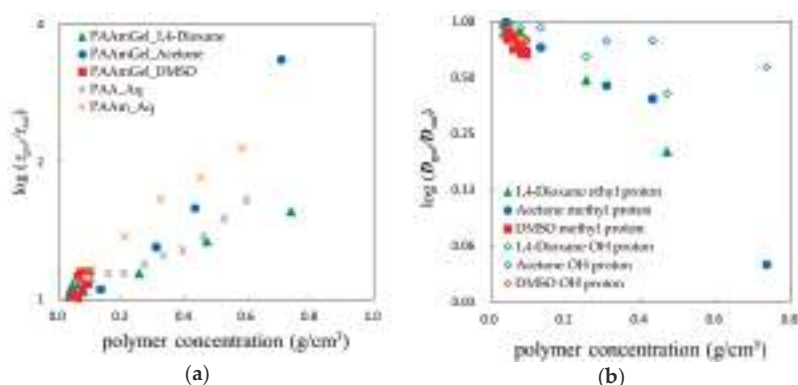 4
2
1
PAAmGel_1,4-Dioxane
PAAmGel_Acetone
PAAmGel_DMSO
PAA_Aq
PAAm_Aq
0.0 0.2 0.4 0.6 0.8 1.0
polymer concentration (g/cm³)
(a)
1.00
0.50
0.25
0.13
0.06
0.03
1,4-Dioxane ethyl proton
Acetone methyl proton
DMSO methyl proton
1,4-Dioxane OH proton
Acetone OH proton
DMSO OH proton
0.0 0.2 0.4 0.6 0.8
polymer concentration (g/cm³)
(b)